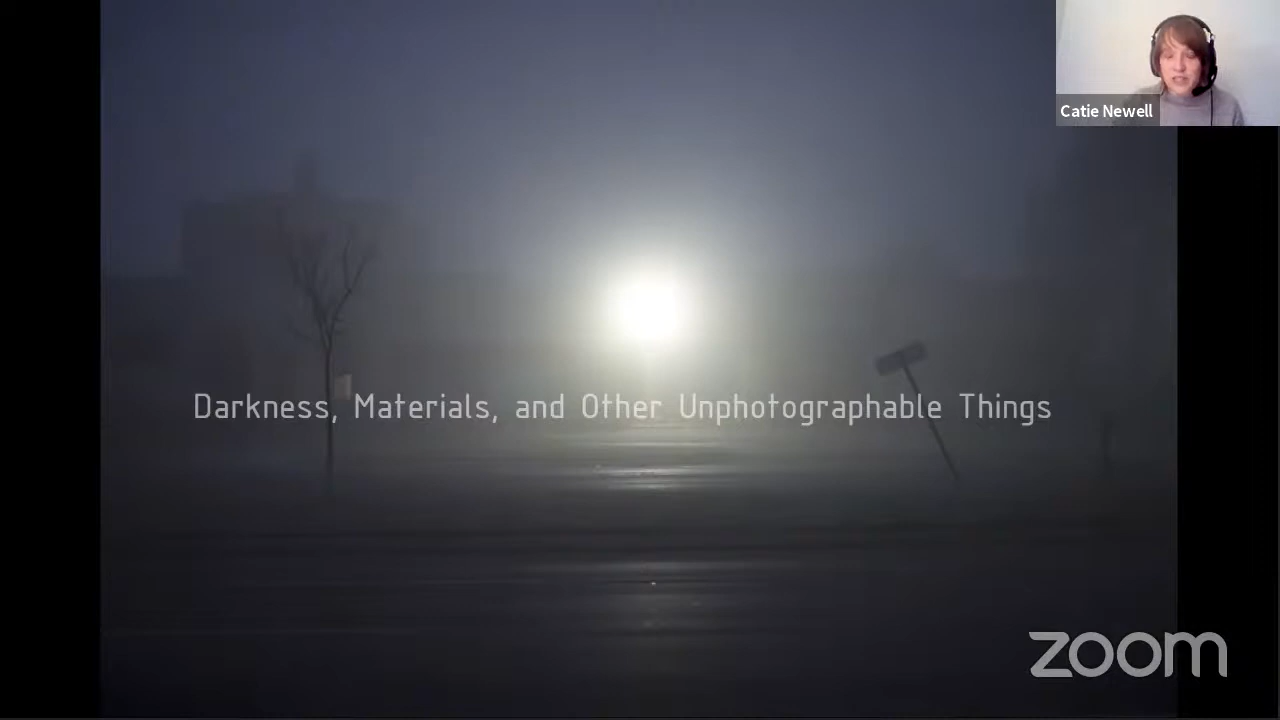 Catie Newell
Darkness, Materials, and Other Unphotographable Things
zoom